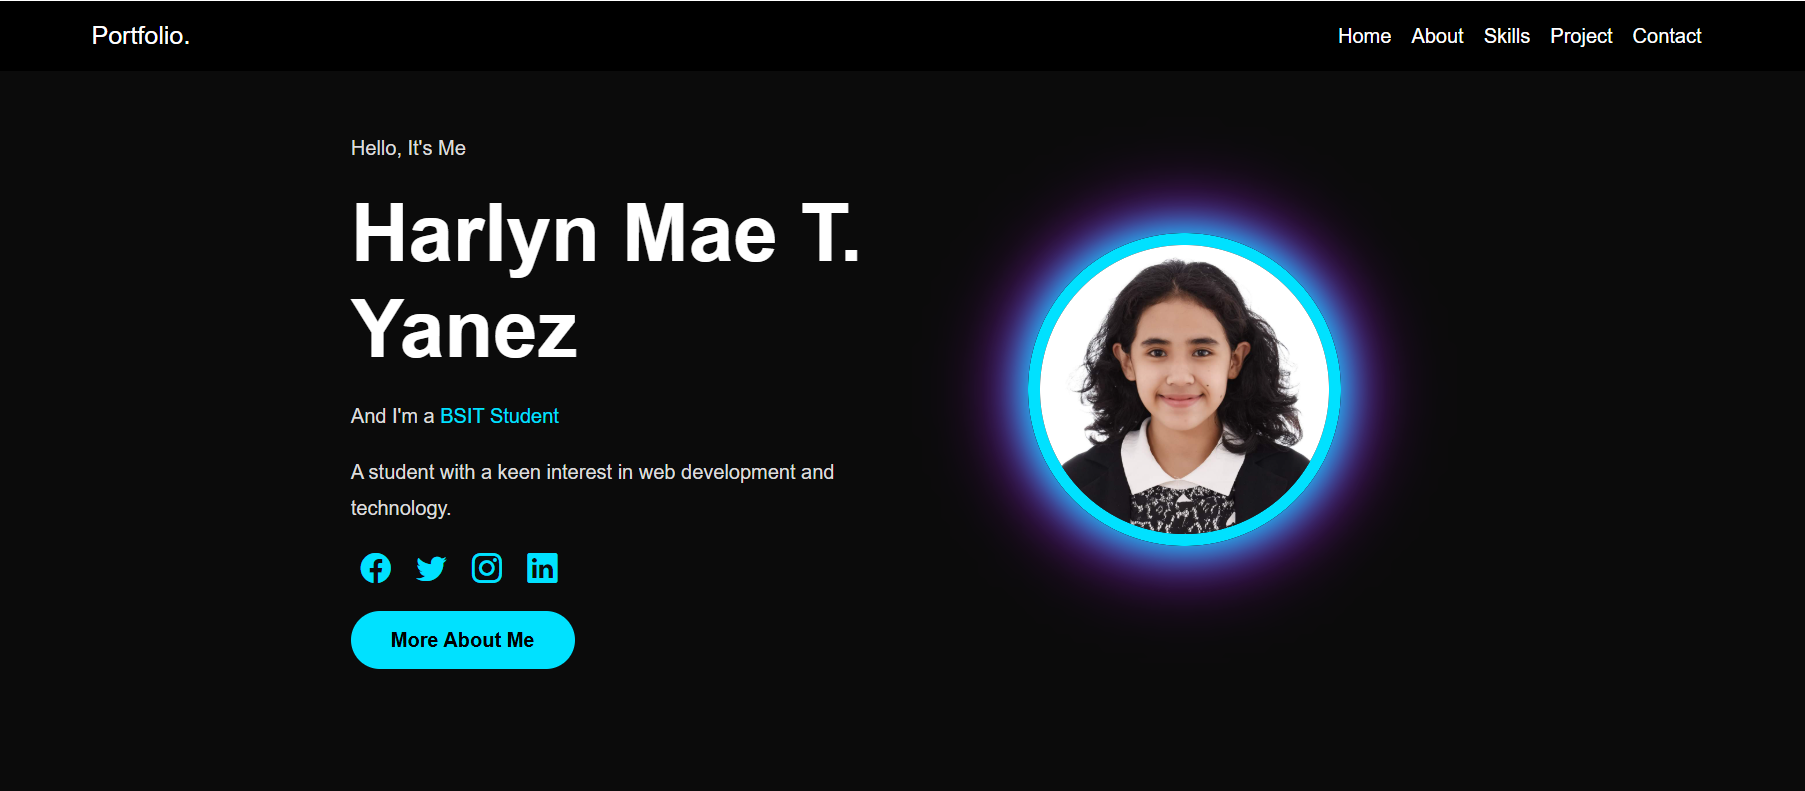 Portfolio.
Home About Skills Project Contact
Hello, It's Me
Harlyn Mae T.
Yanez
And I'm a BSIT Student
A student with a keen interest in web development and
technology.
More About Me